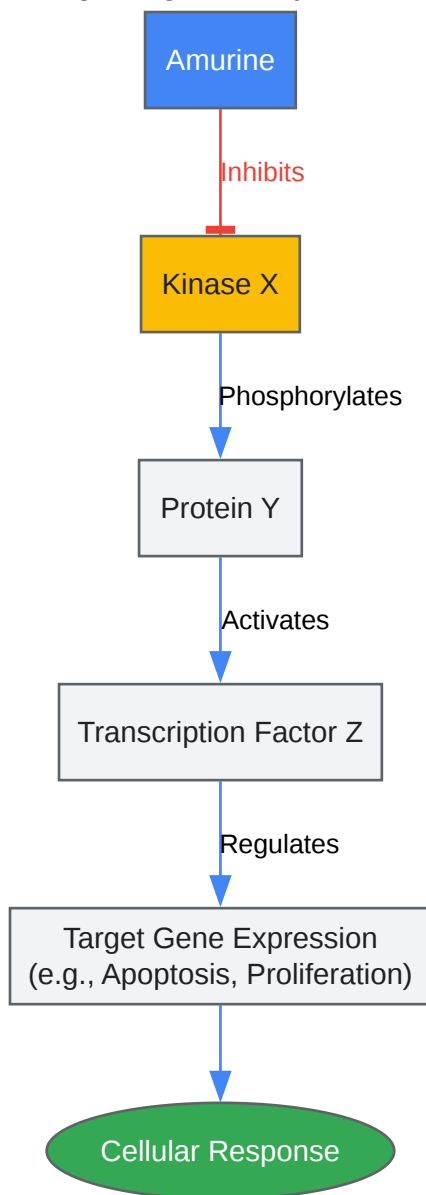 Amurine
Inhibits
Kinase X
Phosphorylates
Protein Y
Activates
Transcription Factor Z
Regulates
Target Gene Expression
(e.g., Apoptosis, Proliferation)
Cellular Response